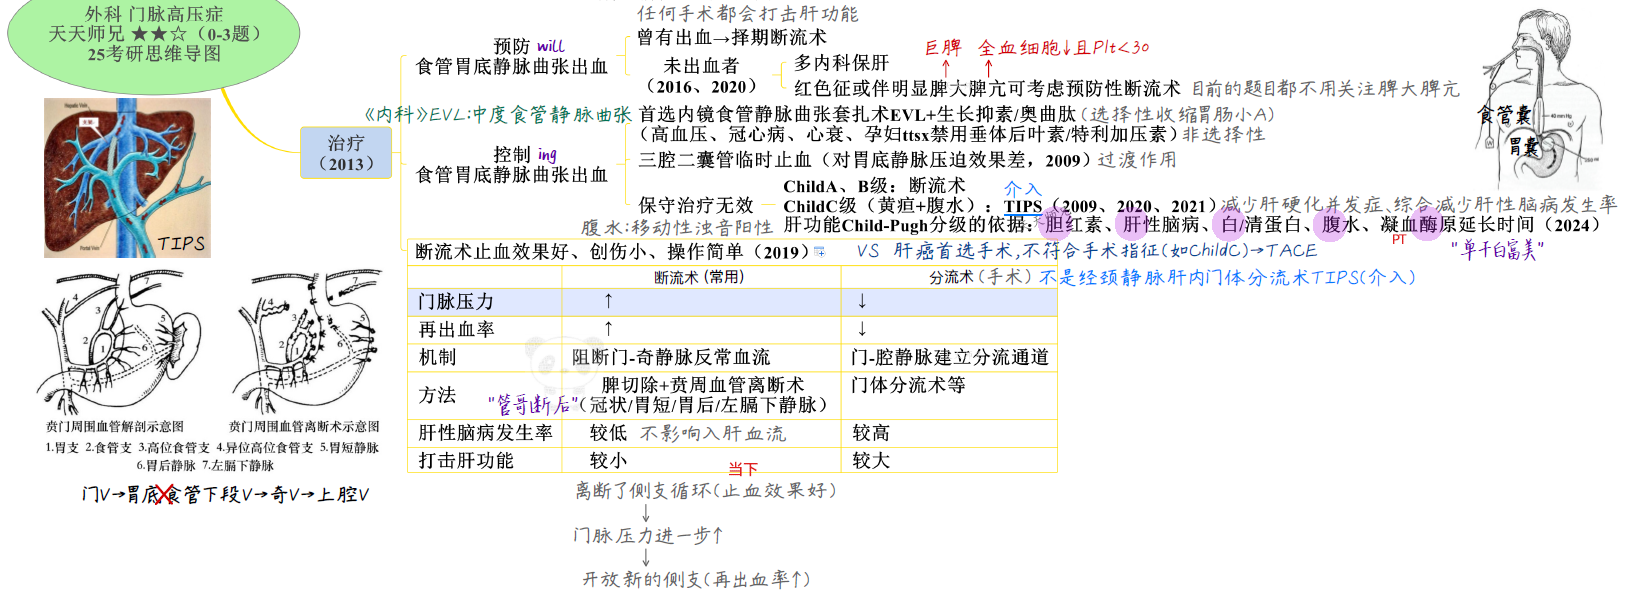 外科 门脉高压症
天天师兄 ★★☆（0-3题）
25考研思维导图
任何手术都会打击肝功能
治疗
（2013）
预防 will
食管胃底静脉曲张出血
曾有出血→择期断流术
未出血者
（2016、2020）
多内科保肝
巨脾 全血细胞↓且Plt<30
红色征或伴明显脾大脾亢可考虑预防性断流术 目前的题目都不用关注脾大脾亢
《内科》EVL:中度食管静脉曲张
首选内镜食管静脉曲张套扎术EVL+生长抑素/奥曲肽 (选择性收缩胃肠小A)
（高血压、冠心病、心衰、孕妇ttsx禁用垂体后叶素/特利加压素）非选择性
控制 ing
食管胃底静脉曲张出血
三腔二囊管临时止血（对胃底静脉压迫效果差，2009）过渡作用
保守治疗无效
ChildA、B级：断流术
介入
ChildC级（黄疸+腹水）：TIPS（2009、2020、2021）减少肝硬化并发症、综合减少肝性脑病发生率
腹水:移动性浊音阳性
肝功能Child-Pugh分级的依据：胆红素、肝性脑病、白/清蛋白、腹水、凝血酶原延长时间（2024）
PT
"单干白富美"
断流术止血效果好、创伤小、操作简单（2019）
VS 肝癌首选手术,不符合手术指征(如ChildC)→TACE
断流术 (常用)
分流术 (手术) 不是经颈静脉肝内门体分流术TIPS(介入)
门脉压力 ↑ ↓
再出血率 ↑ ↓
机制 阻断门-奇静脉反常血流 门-腔静脉建立分流通道
方法 脾切除+贲周血管离断术 门体分流术等
"管哥断后"（冠状/胃短/胃后/左膈下静脉）
肝性脑病发生率 较低 不影响入肝血流 较高
打击肝功能 较小 较大
当下
离断了侧支循环(止血效果好)
↓
门脉压力进一步↑
↓
开放新的侧支(再出血率↑)
Hepatic Vein
Portal Vein
TIPS
食管囊
胃囊
40 mm Hg
W
1
2
3
4
5
6
7
1
2
3
4
5
6
7
贲门周围血管解剖示意图 贲门周围血管离断术示意图
1.胃支 2.食管支 3.高位食管支 4.异位高位食管支 5.胃短静脉
6.胃后静脉 7.左膈下静脉
门V→胃底食管下段V→奇V→上腔V